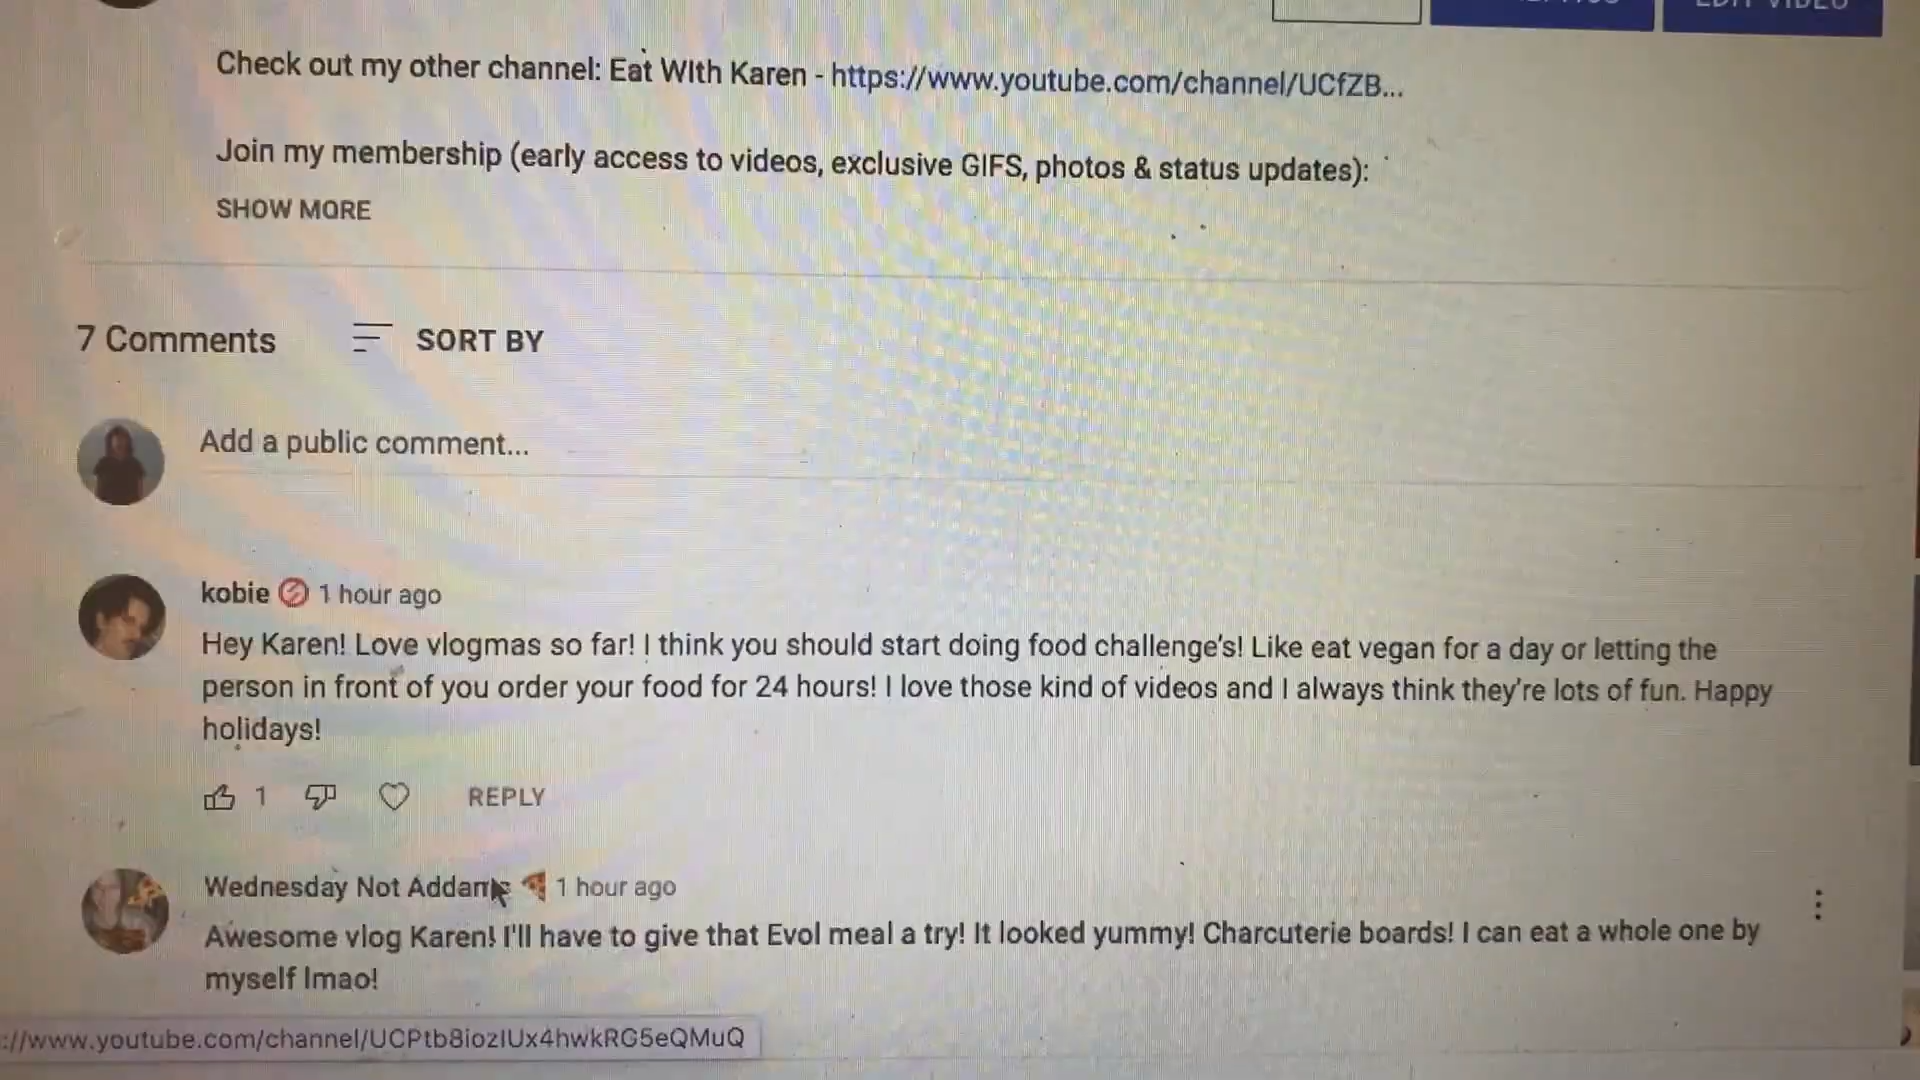 EDIT VIDEO
Check out my other channel: Eat WIth Karen - https://www.youtube.com/channel/UCfZB...
Join my membership (early access to videos, exclusive GIFS, photos & status updates):
SHOW MORE
7 Comments SORT BY
Add a public comment...
kobie 1 hour ago
Hey Karen! Love vlogmas so far! I think you should start doing food challenge's! Like eat vegan for a day or letting the
person in front of you order your food for 24 hours! I love those kind of videos and I always think they're lots of fun. Happy
holidays!
1 REPLY
Wednesday Not Addams 1 hour ago
Awesome vlog Karen! I'll have to give that Evol meal a try! It looked yummy! Charcuterie boards! I can eat a whole one by
myself lmao!
://www.youtube.com/channel/UCPtb8iozIUx4hwkRG5eQMuQ